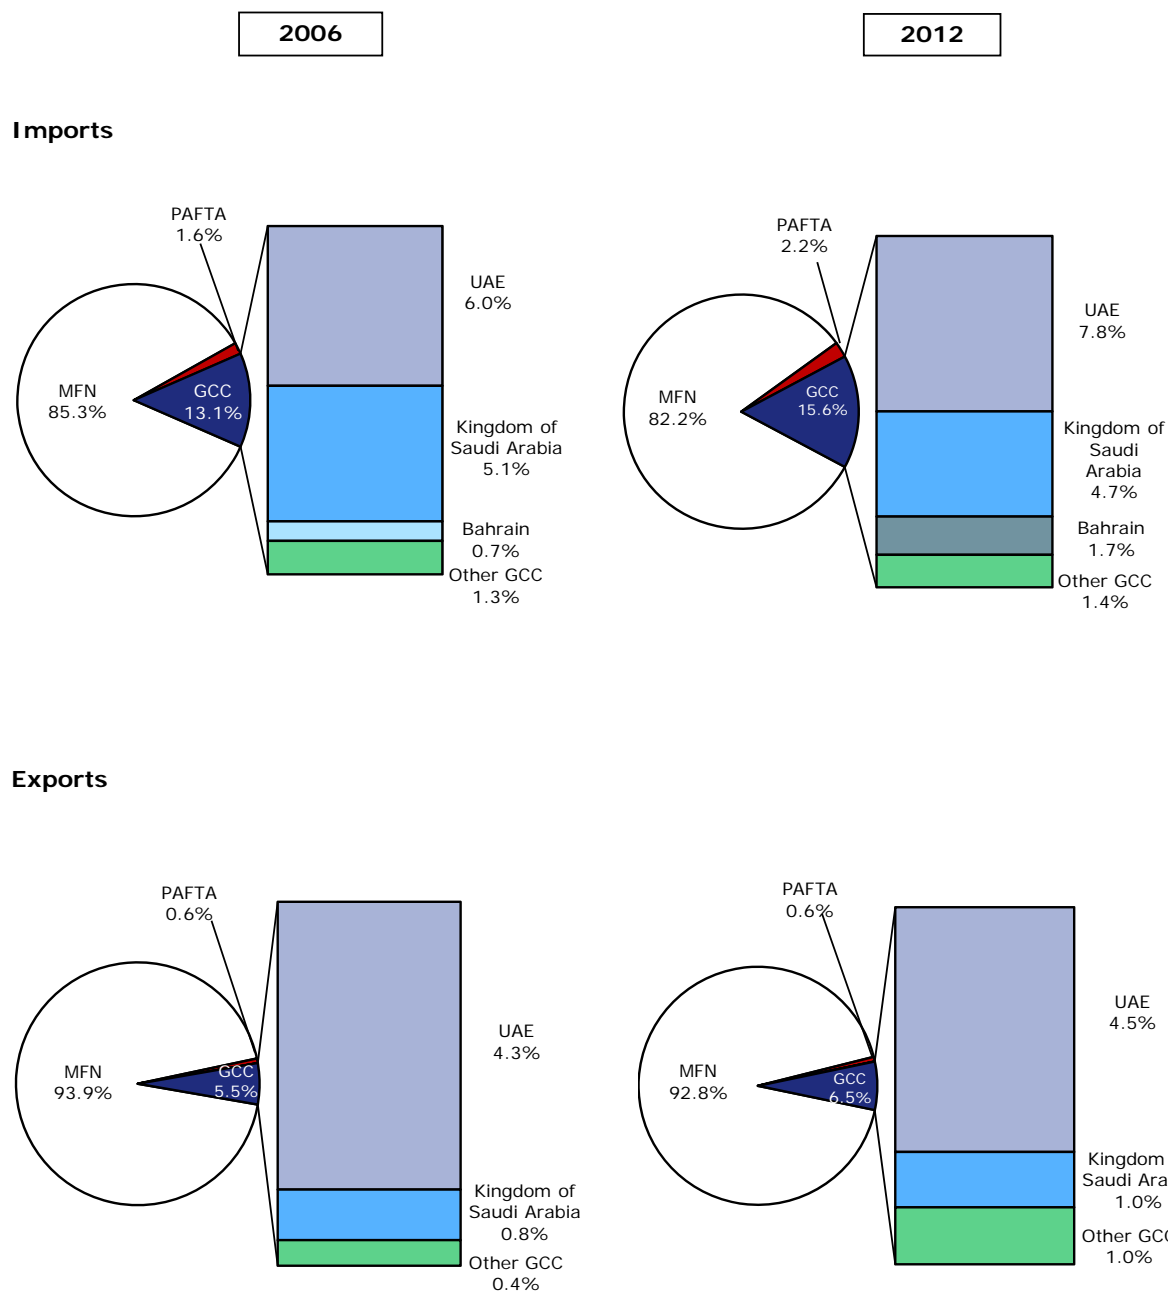 2006
2012
Imports
PAFTA
1.6%
MFN
85.3%
GCC
13.1%
UAE
6.0%
Kingdom of
Saudi Arabia
5.1%
Bahrain
0.7%
Other GCC
1.3%
PAFTA
2.2%
MFN
82.2%
GCC
15.6%
UAE
7.8%
Kingdom of
Saudi
Arabia
4.7%
Bahrain
1.7%
Other GCC
1.4%
Exports
PAFTA
0.6%
MFN
93.9%
GCC
5.5%
UAE
4.3%
Kingdom of
Saudi Arabia
0.8%
Other GCC
0.4%
PAFTA
0.6%
MFN
92.8%
GCC
6.5%
UAE
4.5%
Kingdom
Saudi Ara
1.0%
Other GCC
1.0%